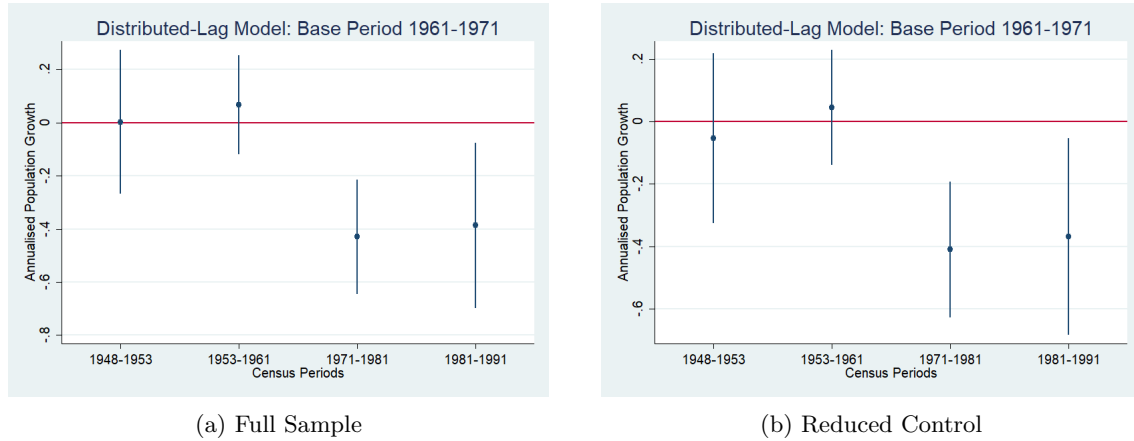 Distributed-Lag Model: Base Period 1961-1971
Annualised Population Growth
.2
0
-.2
-.4
-.6
-.8
1948-1953
1953-1961
1971-1981
1981-1991
Census Periods
(a) Full Sample
Distributed-Lag Model: Base Period 1961-1971
Annualised Population Growth
.2
0
-.2
-.4
-.6
1948-1953
1953-1961
1971-1981
1981-1991
Census Periods
(b) Reduced Control